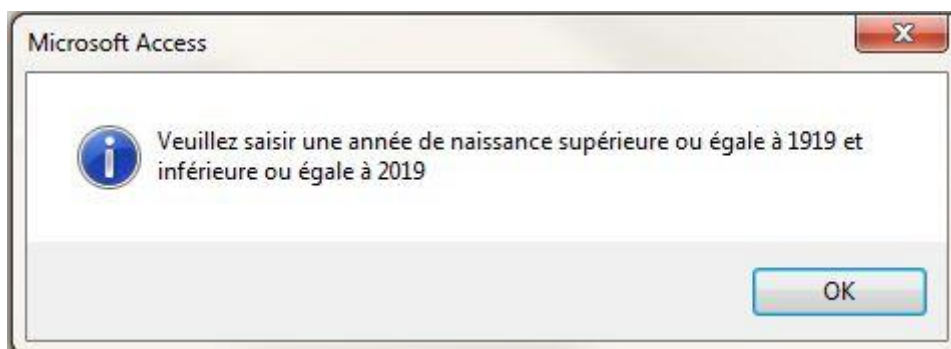 Microsoft Access
Veuillez saisir une année de naissance supérieure ou égale à 1919 et
inférieure ou égale à 2019
OK